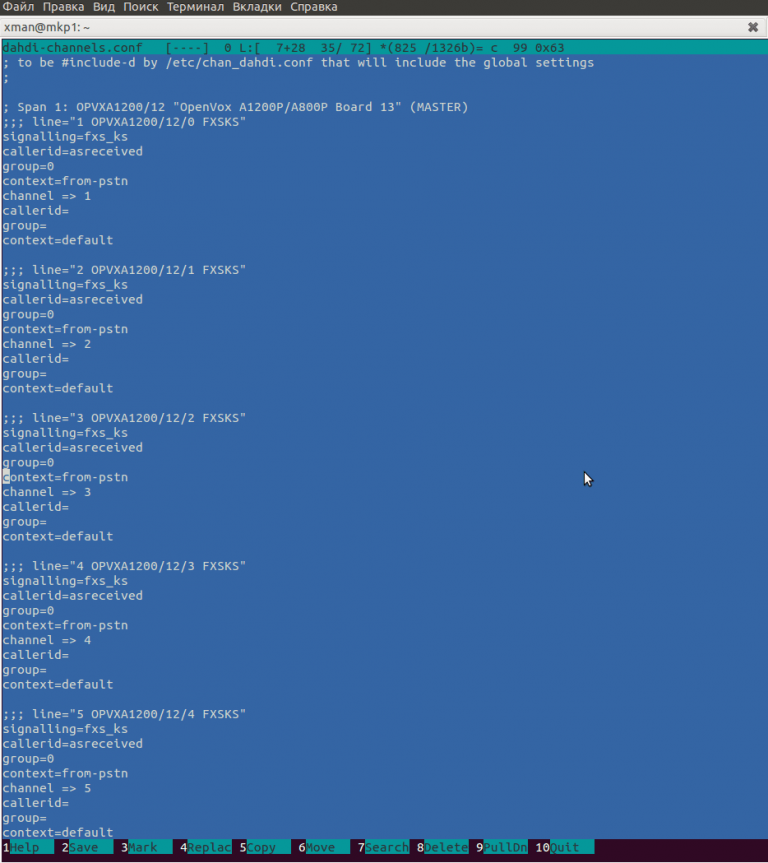 Файл Правка Вид Поиск Терминал Вкладки Справка
xman@mkp1: ~
dahdi-channels.conf [----] 0 L:[ 7+28 35/ 72] *(825 /1326b)= c 99 0x63
; to be #include-d by /etc/chan_dahdi.conf that will include the global settings
;
; Span 1: OPVXA1200/12 "OpenVox A1200P/A800P Board 13" (MASTER)
;;; line="1 OPVXA1200/12/0 FXSKS"
signalling=fxs_ks
callerid=asreceived
group=0
context=from-pstn
channel => 1
callerid=
group=
context=default
;;; line="2 OPVXA1200/12/1 FXSKS"
signalling=fxs_ks
callerid=asreceived
group=0
context=from-pstn
channel => 2
callerid=
group=
context=default
;;; line="3 OPVXA1200/12/2 FXSKS"
signalling=fxs_ks
callerid=asreceived
group=0
context=from-pstn
channel => 3
callerid=
group=
context=default
;;; line="4 OPVXA1200/12/3 FXSKS"
signalling=fxs_ks
callerid=asreceived
group=0
context=from-pstn
channel => 4
callerid=
group=
context=default
;;; line="5 OPVXA1200/12/4 FXSKS"
signalling=fxs_ks
callerid=asreceived
group=0
context=from-pstn
channel => 5
callerid=
group=
context=default
1Help 2Save 3Mark 4Replac 5Copy 6Move 7Search 8Delete 9PullDn 10Quit